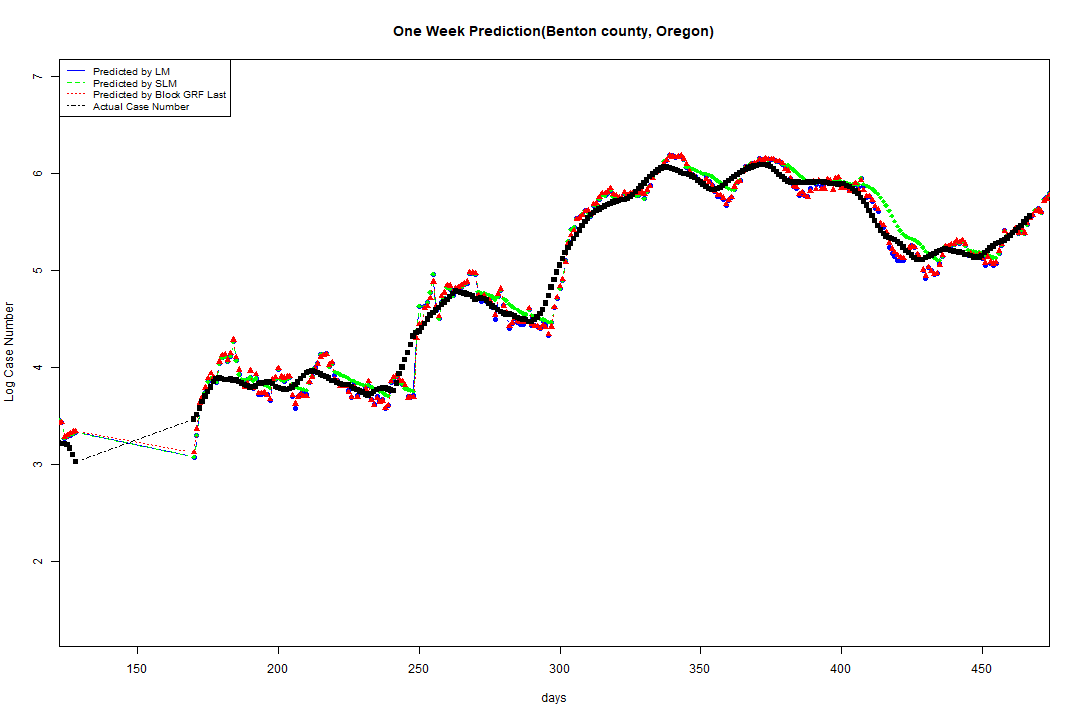 One Week Prediction(Benton county, Oregon)
Predicted by LM
Predicted by SLM
Predicted by Block GRF Last
Actual Case Number
7
6
5
4
3
2
Log Case Number
150 200 250 300 350 400 450
days